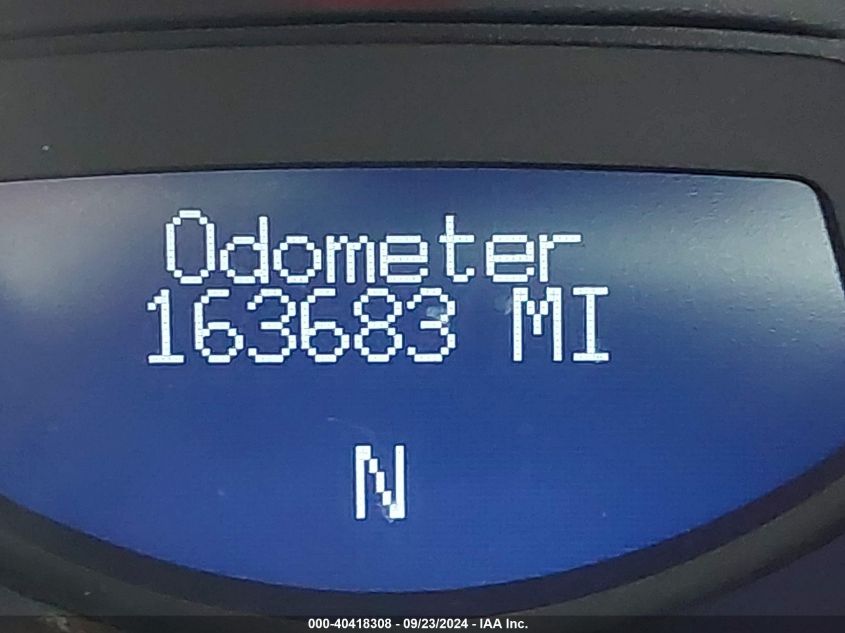 Odometer
163683 MI
N
000-40418308 - 09/23/2024 - IAA Inc.